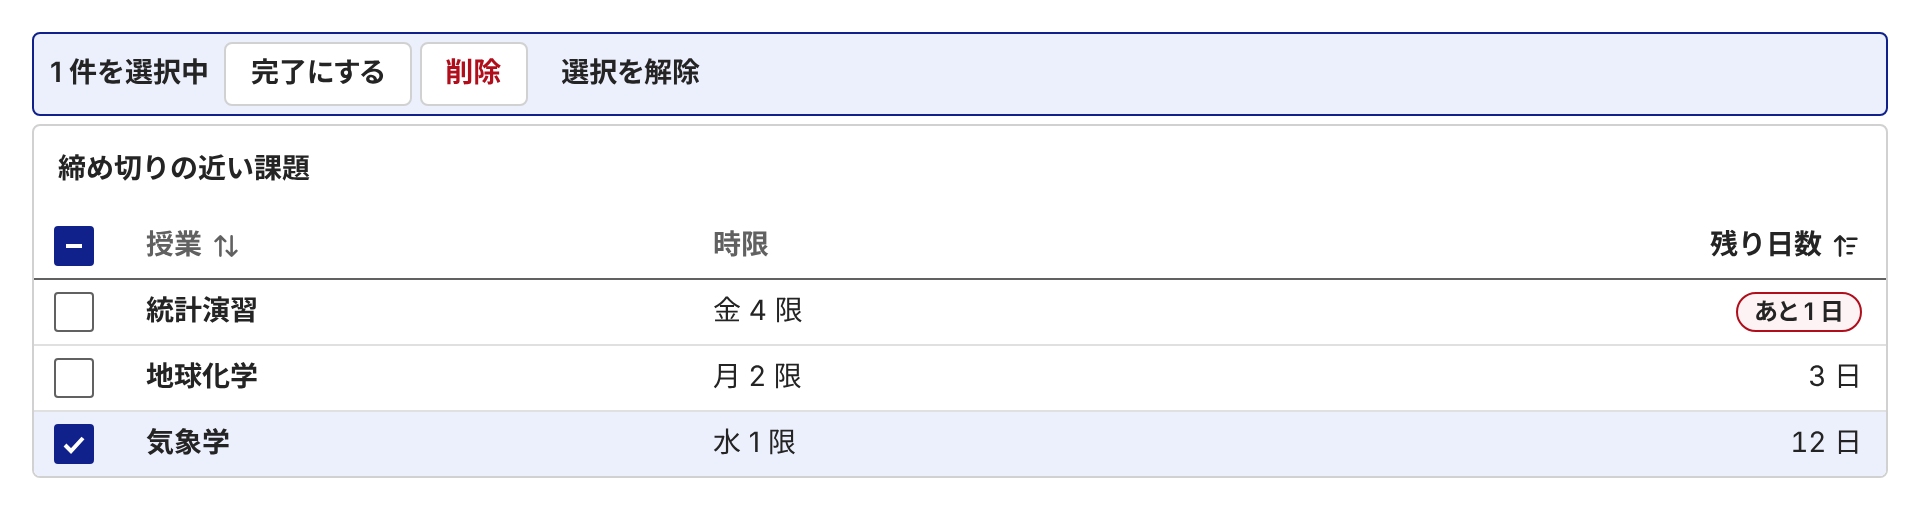 1 件を選択中 完了にする 削除 選択を解除
締め切りの近い課題
授業 時限 残り日数
統計演習 金 4 限 あと 1 日
地球化学 月 2 限 3 日
気象学 水 1 限 12 日